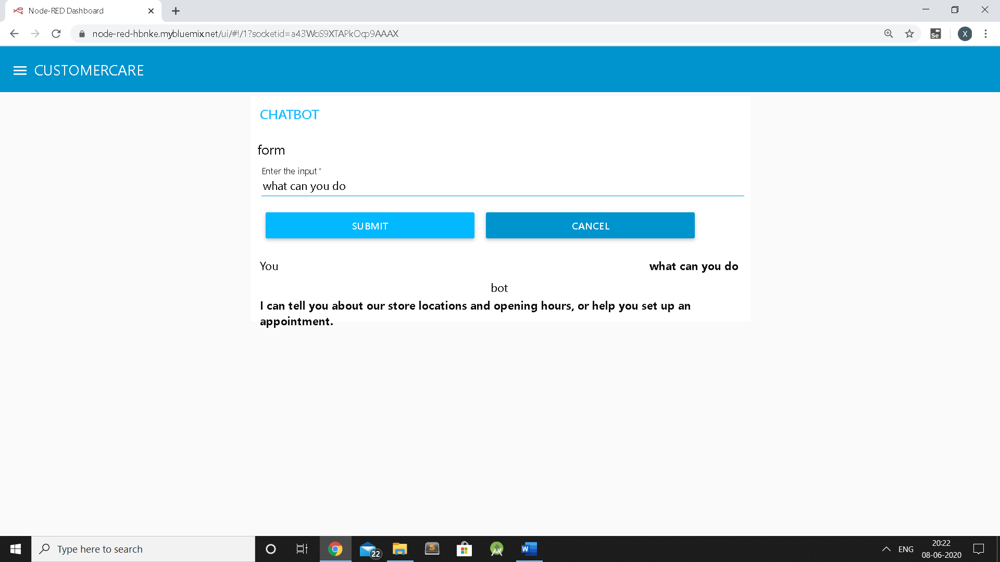 Node-RED Dashboard
node-red-hbnke.mybluemix.net/ui/#!/1?socketid=a43WoS9XTAPkOqp9AAAX
Se
X
CUSTOMERCARE
CHATBOT
form
Enter the input *
what can you do
SUBMIT CANCEL
You what can you do
bot
I can tell you about our store locations and opening hours, or help you set up an
appointment.
Type here to search
22
S
W
ENG
20:22
08-06-2020